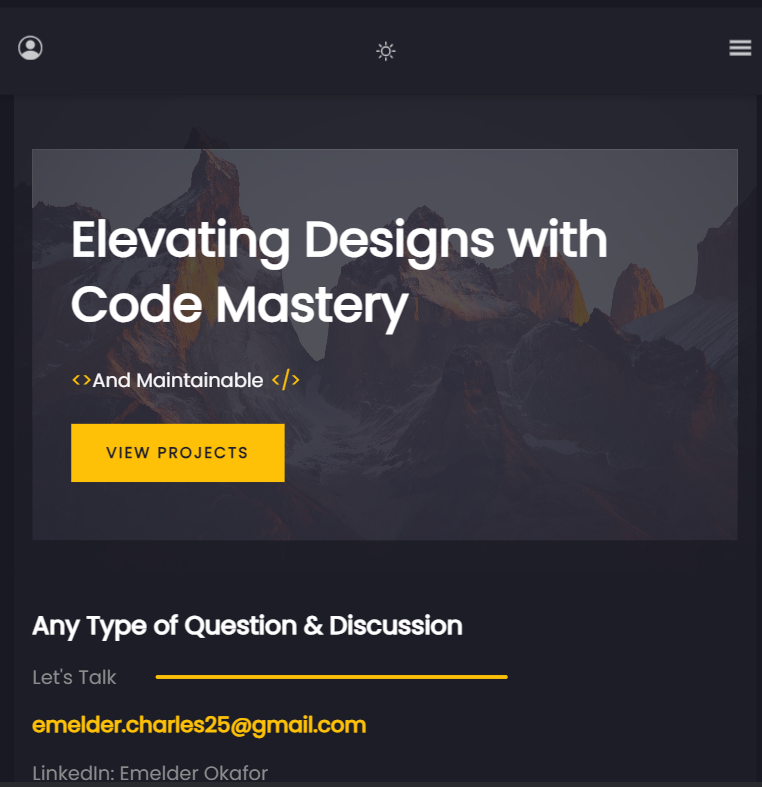 Elevating Designs with
Code Mastery
<>And Maintainable </>
VIEW PROJECTS
Any Type of Question & Discussion
Let's Talk
emelder.charles25@gmail.com
LinkedIn: Emelder Okafor